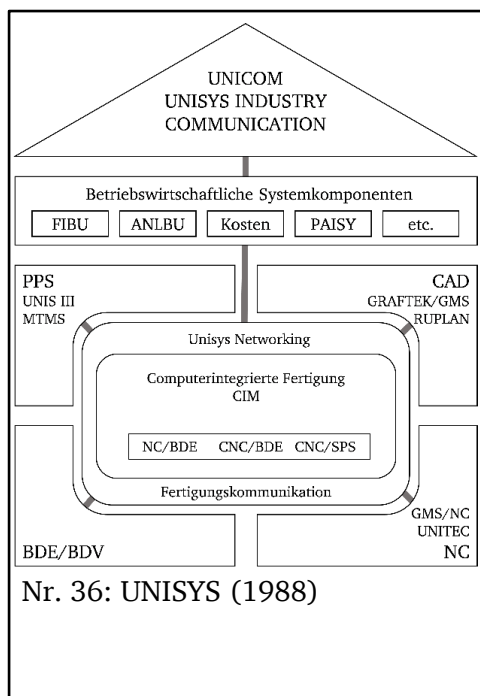 UNICOM
UNISYS INDUSTRY
COMMUNICATION
Betriebswirtschaftliche Systemkomponenten
FIBU ANLBU Kosten PAISY etc.
PPS
UNIS III
MTMS
CAD
GRAFTEK/GMS
RUPLAN
Unisys Networking
Computerintegrierte Fertigung
CIM
NC/BDE CNC/BDE CNC/SPS
Fertigungskommunikation
BDE/BDV
GMS/NC
UNITEC
NC
Nr. 36: UNISYS (1988)